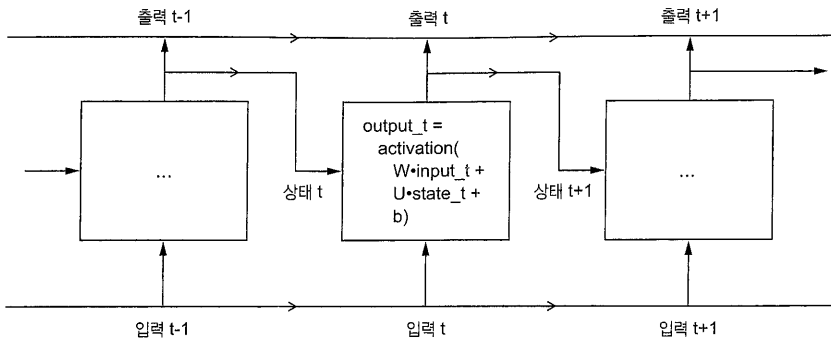 출력 t-1
출력 t
출력 t+1
...
output_t =
activation(
W•input_t +
U•state_t +
b)
...
상태 t
상태 t+1
입력 t-1
입력 t
입력 t+1